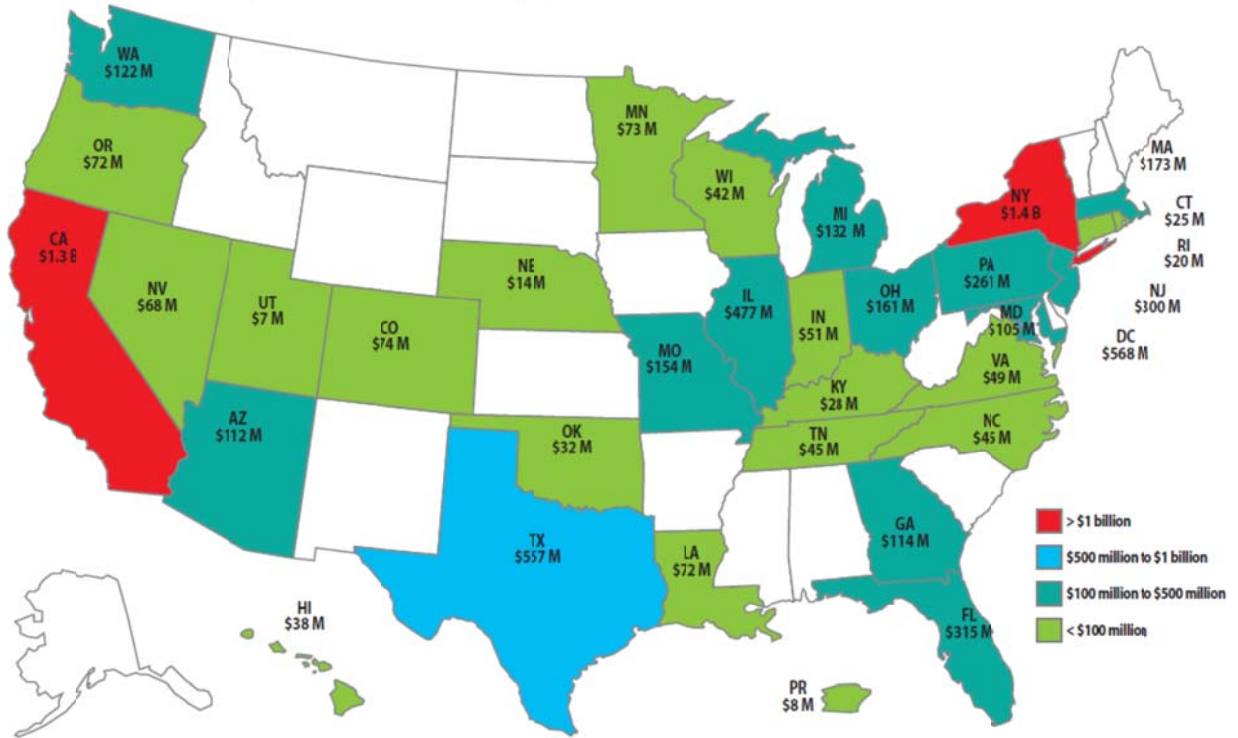 WA
$122 M
OR
$72 M
CA
$1.3 B
NV
$68 M
UT
$7 M
AZ
$112 M
CO
$74 M
NE
$14 M
MN
$73 M
WI
$42 M
MI
$132 M
IL
$477 M
IN
$51 M
OH
$161 M
MO
$154 M
KY
$28 M
TN
$45 M
OK
$32 M
TX
$557 M
LA
$72 M
GA
$114 M
FL
$315 M
NC
$45 M
VA
$49 M
MD
$105 M
PA
$261 M
NY
$1.4 B
MA
$173 M
CT
$25 M
RI
$20 M
NJ
$300 M
DC
$568 M
HI
$38 M
PR
$8 M
> $1 billion
$500 million to $1 billion
$100 million to $500 million
< $100 million